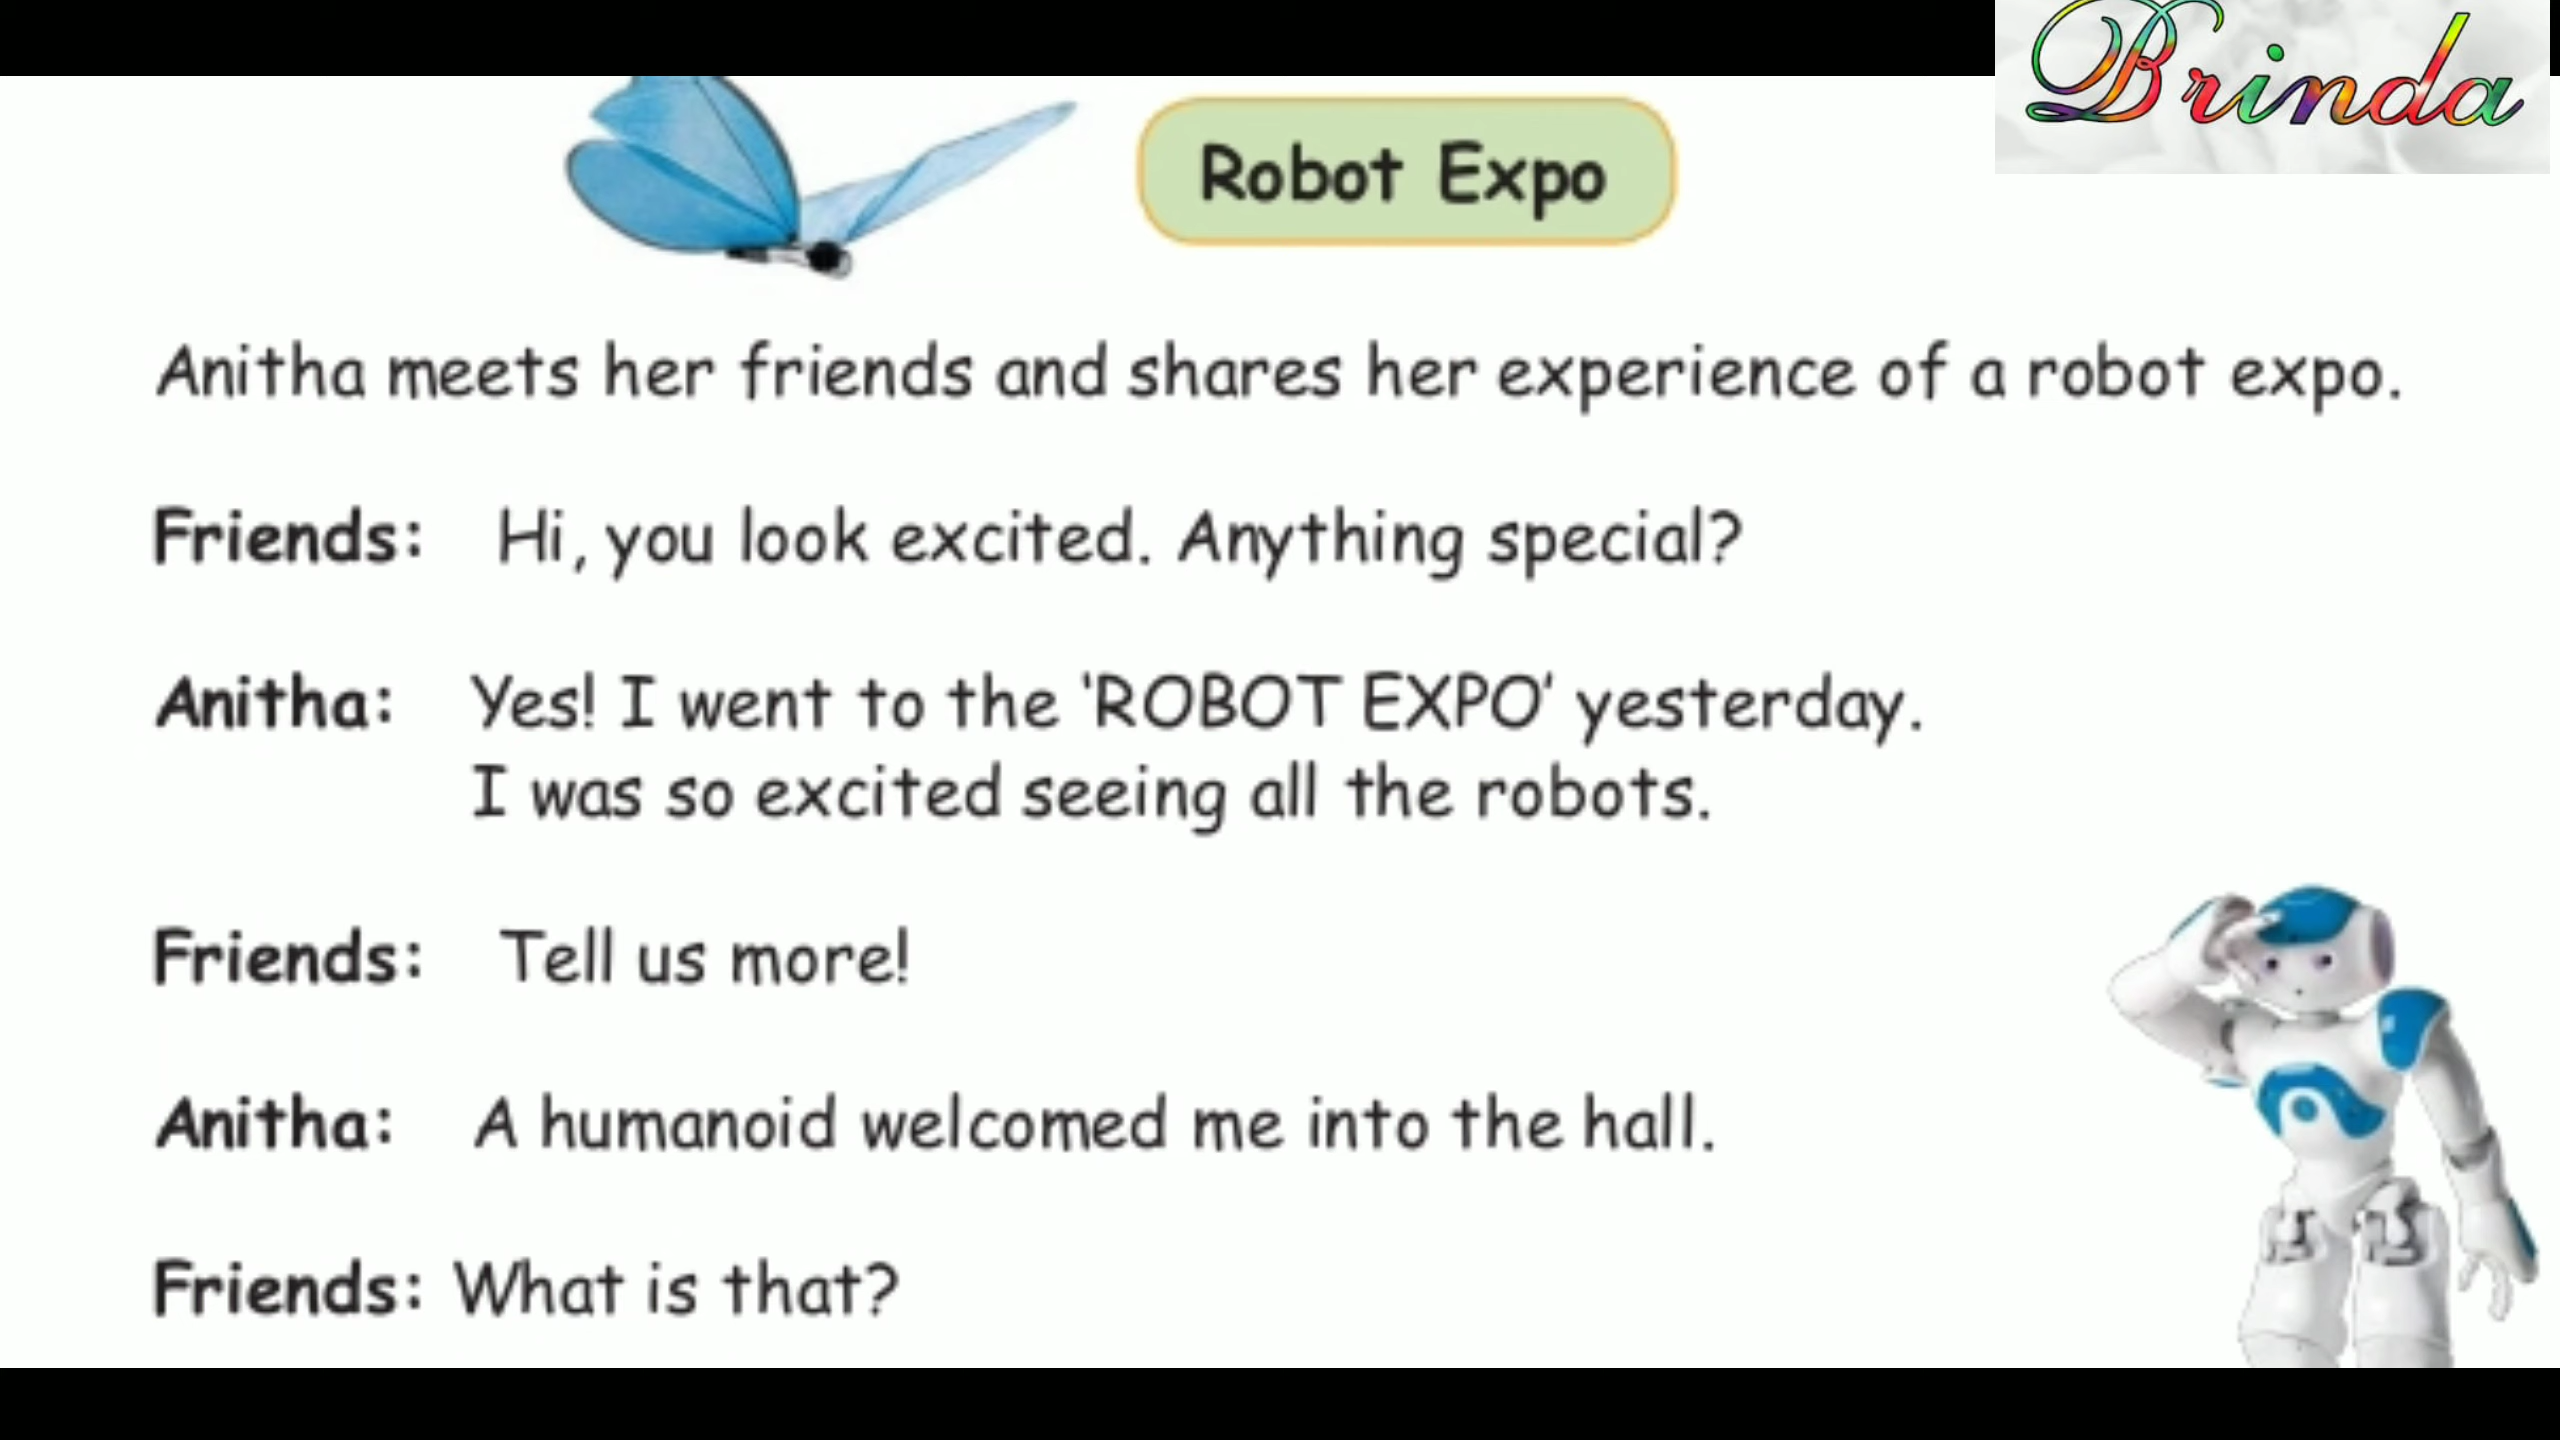 Brinda
Robot Expo
Anitha meets her friends and shares her experience of a robot expo.
Friends: Hi, you look excited. Anything special?
Anitha: Yes! I went to the ‘ROBOT EXPO’ yesterday.
I was so excited seeing all the robots.
Friends: Tell us more!
Anitha: A humanoid welcomed me into the hall.
Friends: What is that?